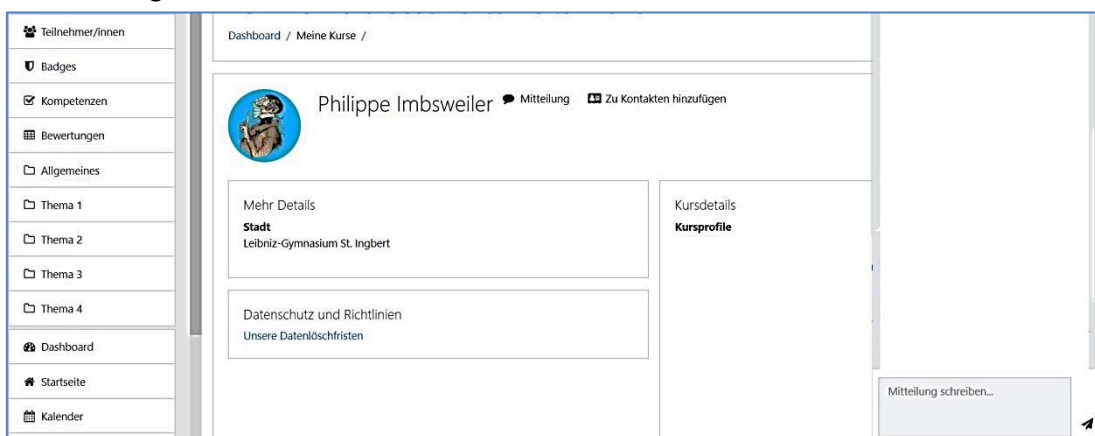 Teilnehmer/innen
Badges
Kompetenzen
Bewertungen
Allgemeines
Thema 1
Thema 2
Thema 3
Thema 4
Dashboard
Startseite
Kalender
Dashboard / Meine Kurse /
Philippe Imbsweiler Mitteilung Zu Kontakten hinzufügen
Mehr Details
Stadt
Leibniz-Gymnasium St. Ingbert
Datenschutz und Richtlinien
Unsere Datenlöschfristen
Kursdetails
Kursprofile
Mitteilung schreiben...